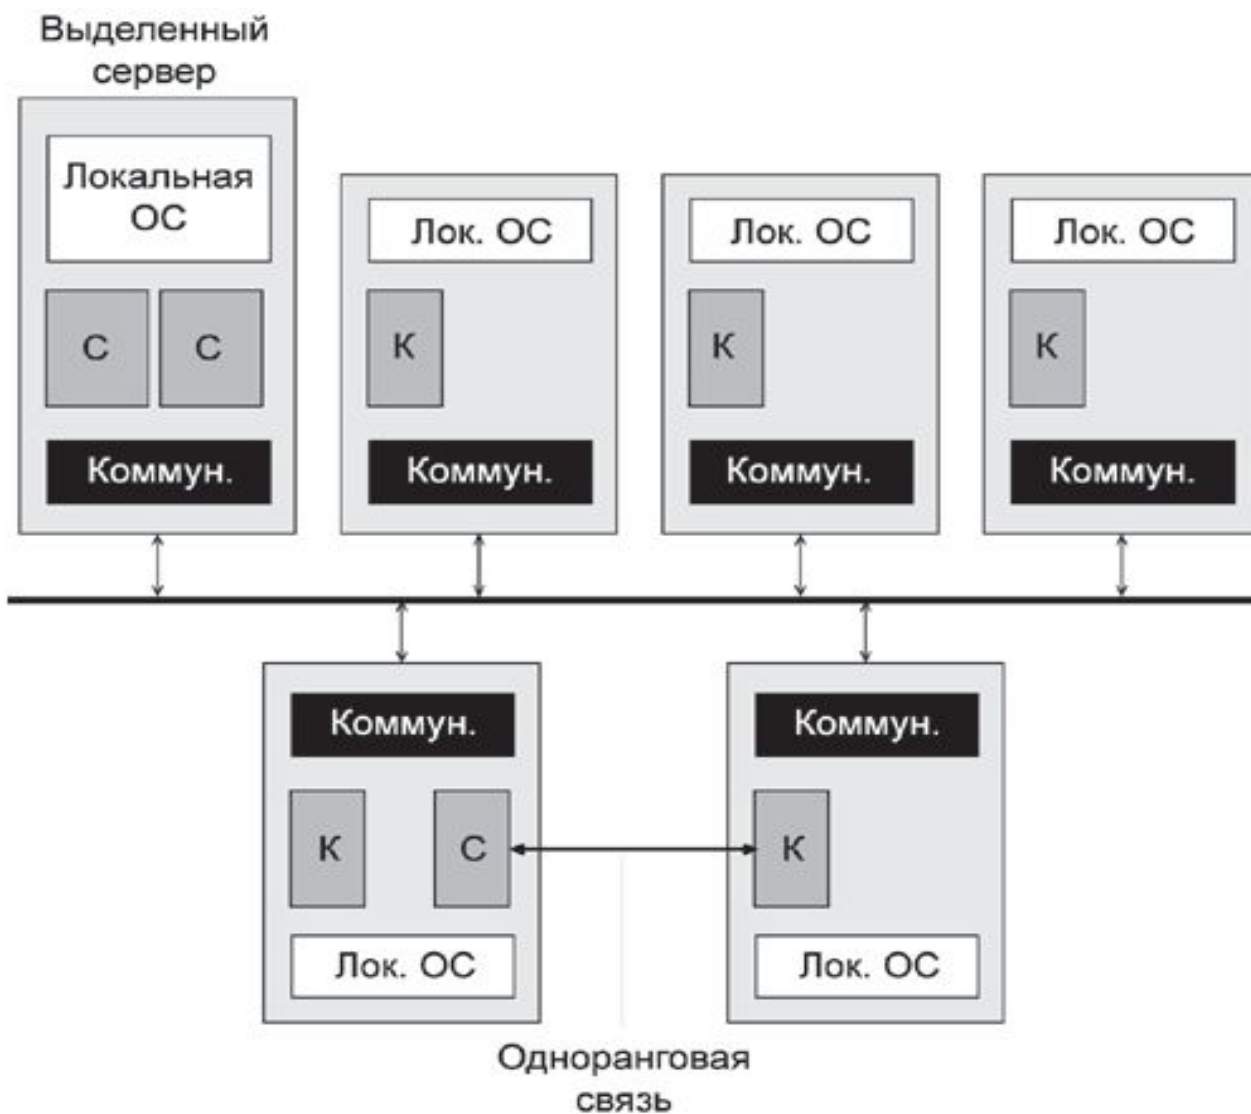 Выделенный
сервер
Локальная
ОС
Лок. ОС
Лок. ОС
Лок. ОС
С
С
К
К
К
Коммун.
Коммун.
Коммун.
Коммун.
Коммун.
Коммун.
К
С
К
Лок. ОС
Лок. ОС
Одноранговая
связь